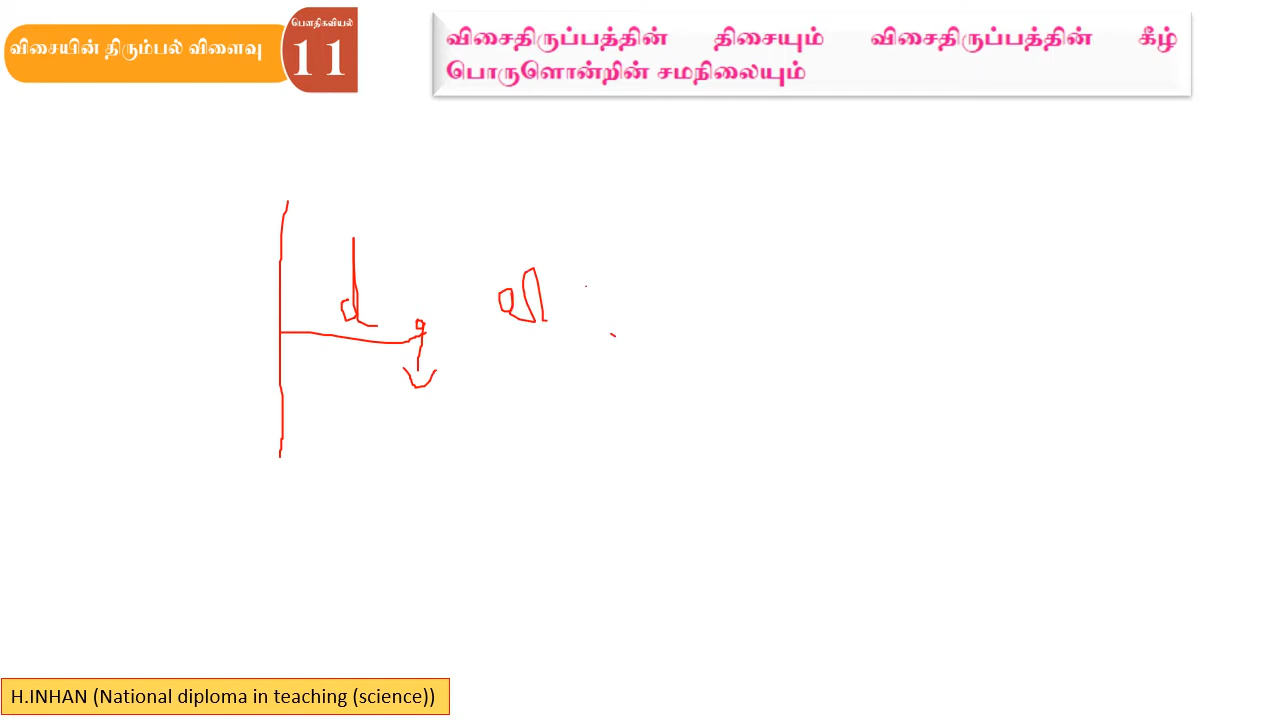 பௌதிகவியல்
விசையின் திரும்பல் விளைவு 11
விசைதிருப்பத்தின் திசையும் விசைதிருப்பத்தின் கீழ்
பொருளொன்றின் சமநிலையும்
d
வி
H.INHAN (National diploma in teaching (science))